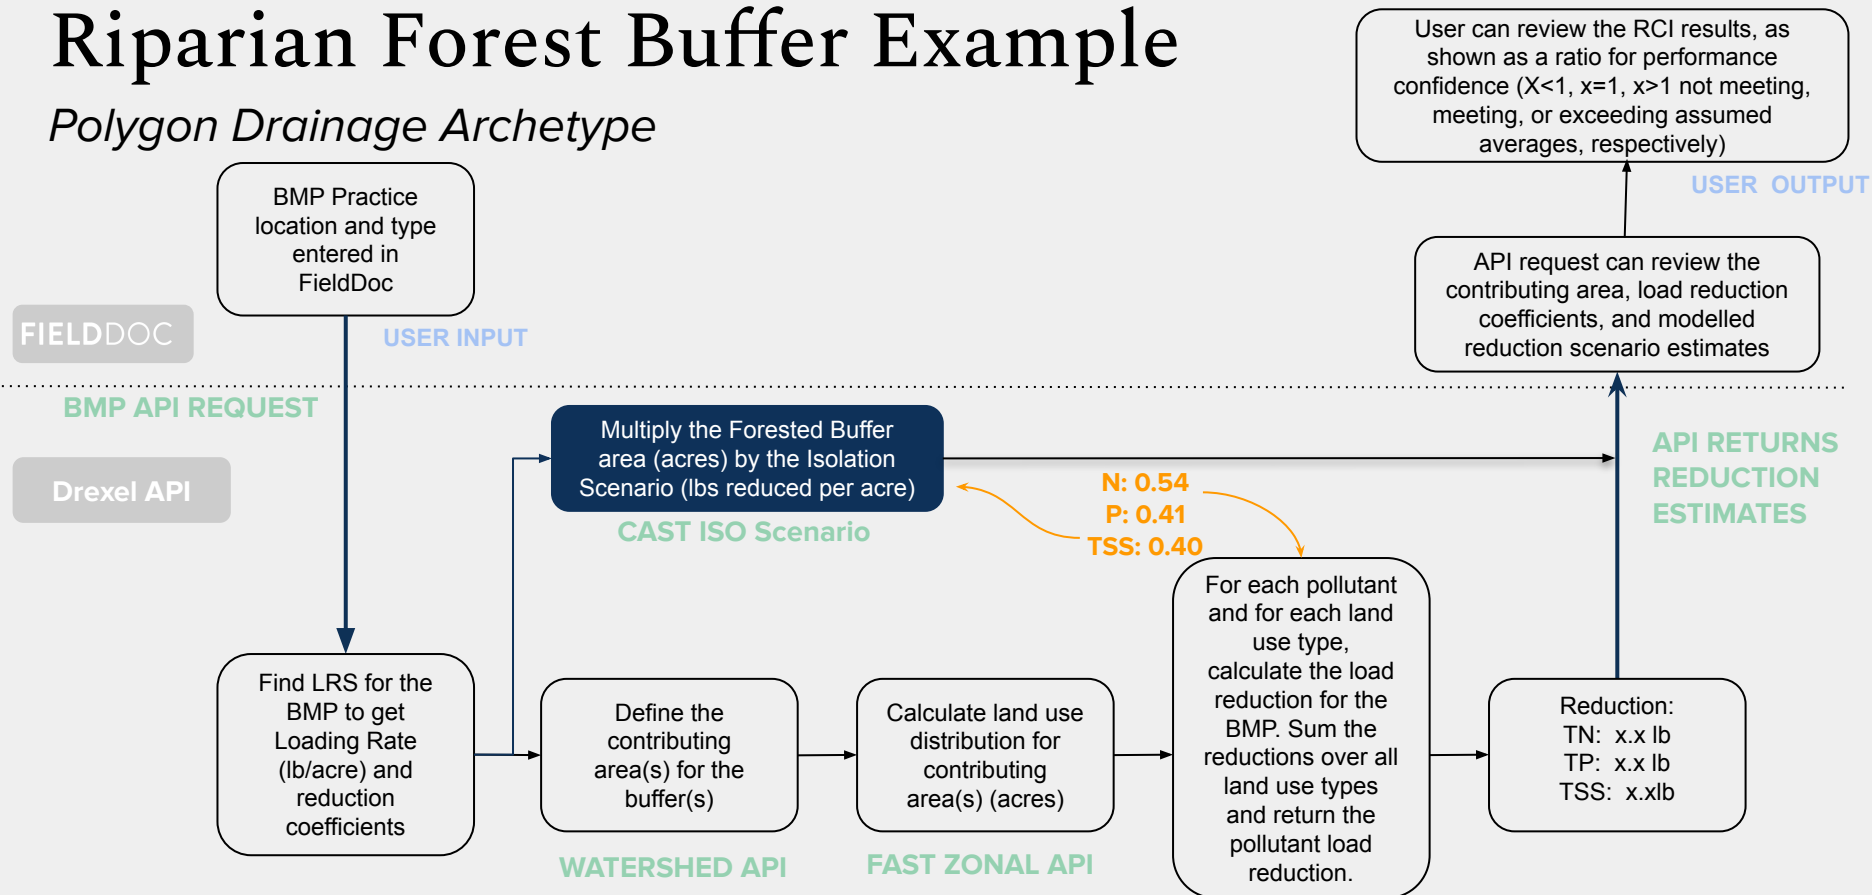 Riparian Forest Buffer Example
Polygon Drainage Archetype
BMP Practice
location and type
entered in
FieldDoc
FIELDDOC
USER INPUT
User can review the RCI results, as
shown as a ratio for performance
confidence (X<1, x=1, x>1 not meeting,
meeting, or exceeding assumed
averages, respectively)
USER OUTPUT
API request can review the
contributing area, load reduction
coefficients, and modelled
reduction scenario estimates
BMP API REQUEST
Drexel API
Multiply the Forested Buffer
area (acres) by the Isolation
Scenario (lbs reduced per acre)
CAST ISO Scenario
N: 0.54
P: 0.41
TSS: 0.40
API RETURNS
REDUCTION
ESTIMATES
Find LRS for the
BMP to get
Loading Rate
(lb/acre) and
reduction
coefficients
Define the
contributing
area(s) for the
buffer(s)
WATERSHED API
Calculate land use
distribution for
contributing
area(s) (acres)
FAST ZONAL API
For each pollutant
and for each land
use type,
calculate the load
reduction for the
BMP. Sum the
reductions over all
land use types
and return the
pollutant load
reduction.
Reduction:
TN: x.x lb
TP: x.x lb
TSS: x.xlb